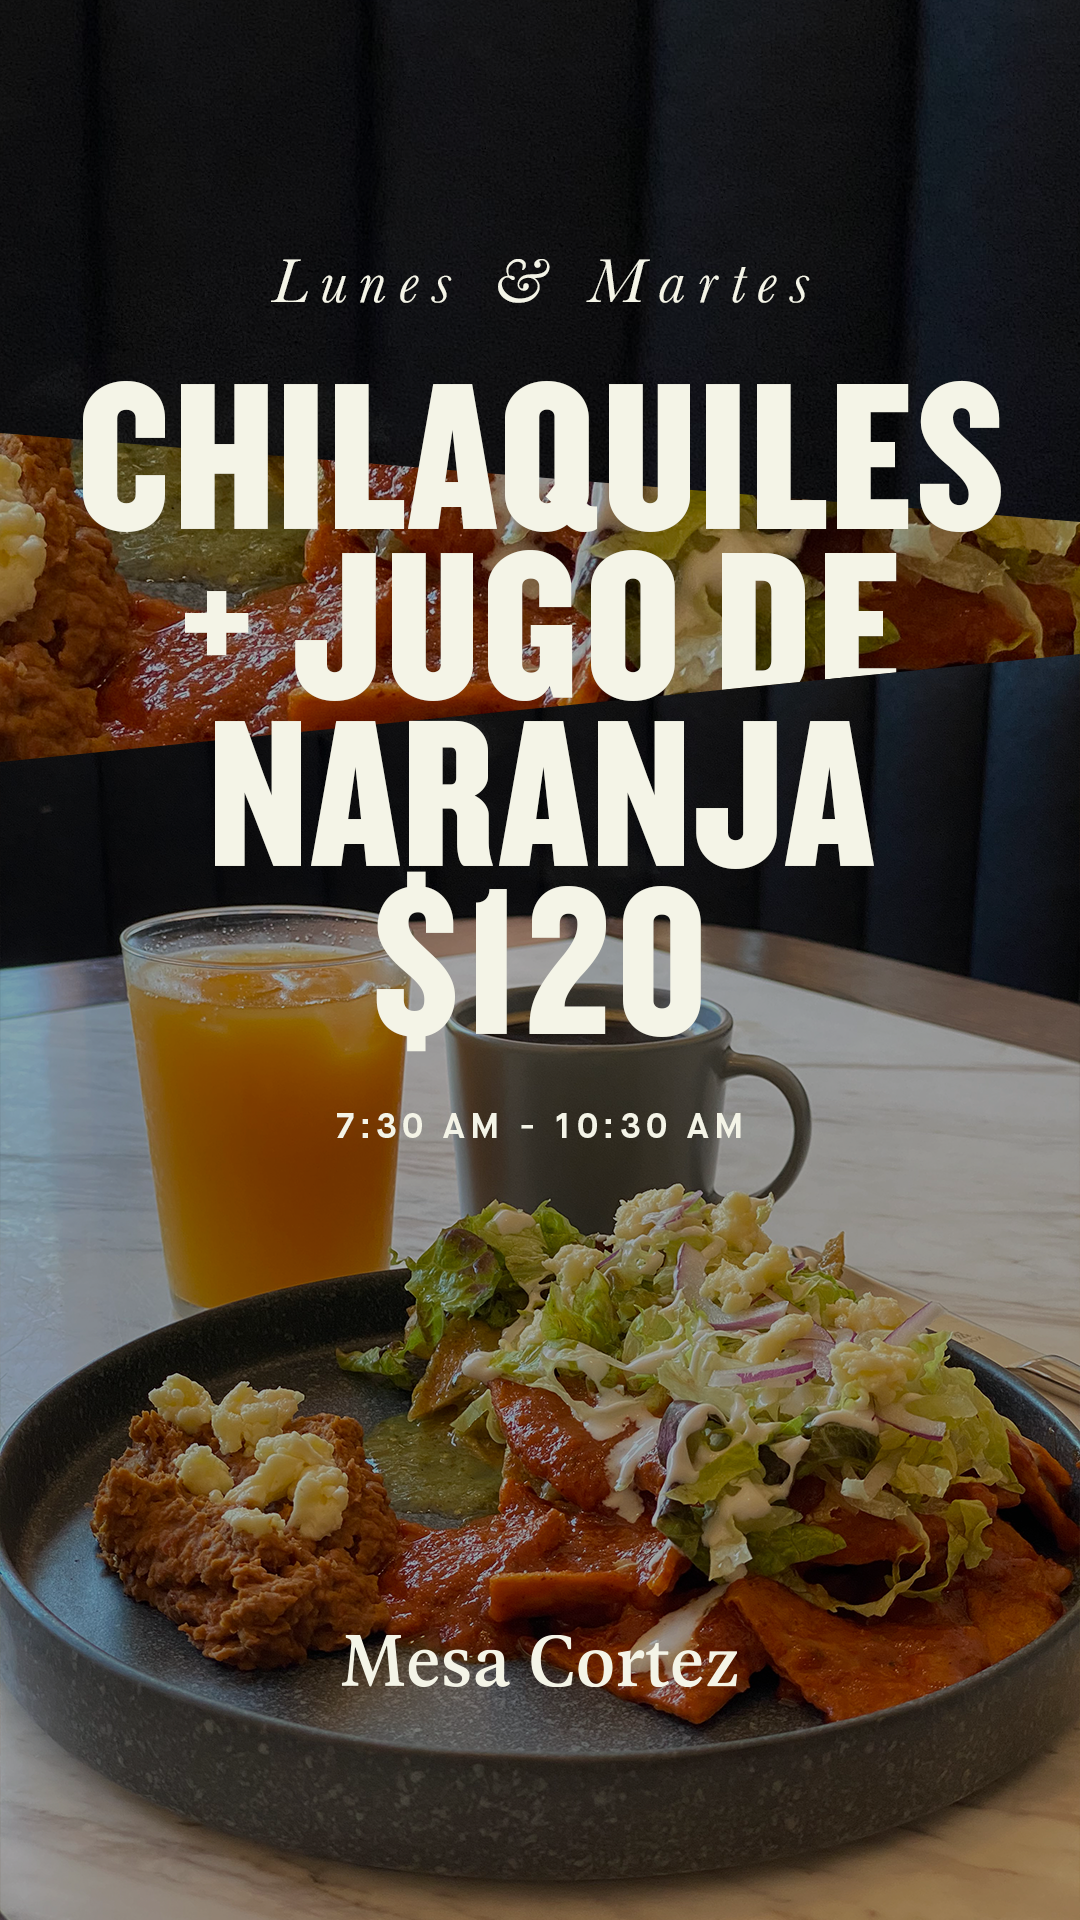 Lunes & Martes
CHILAQUILES
+ JUGO DE
NARANJA
$120
7:30 AM - 10:30 AM
Mesa Cortez